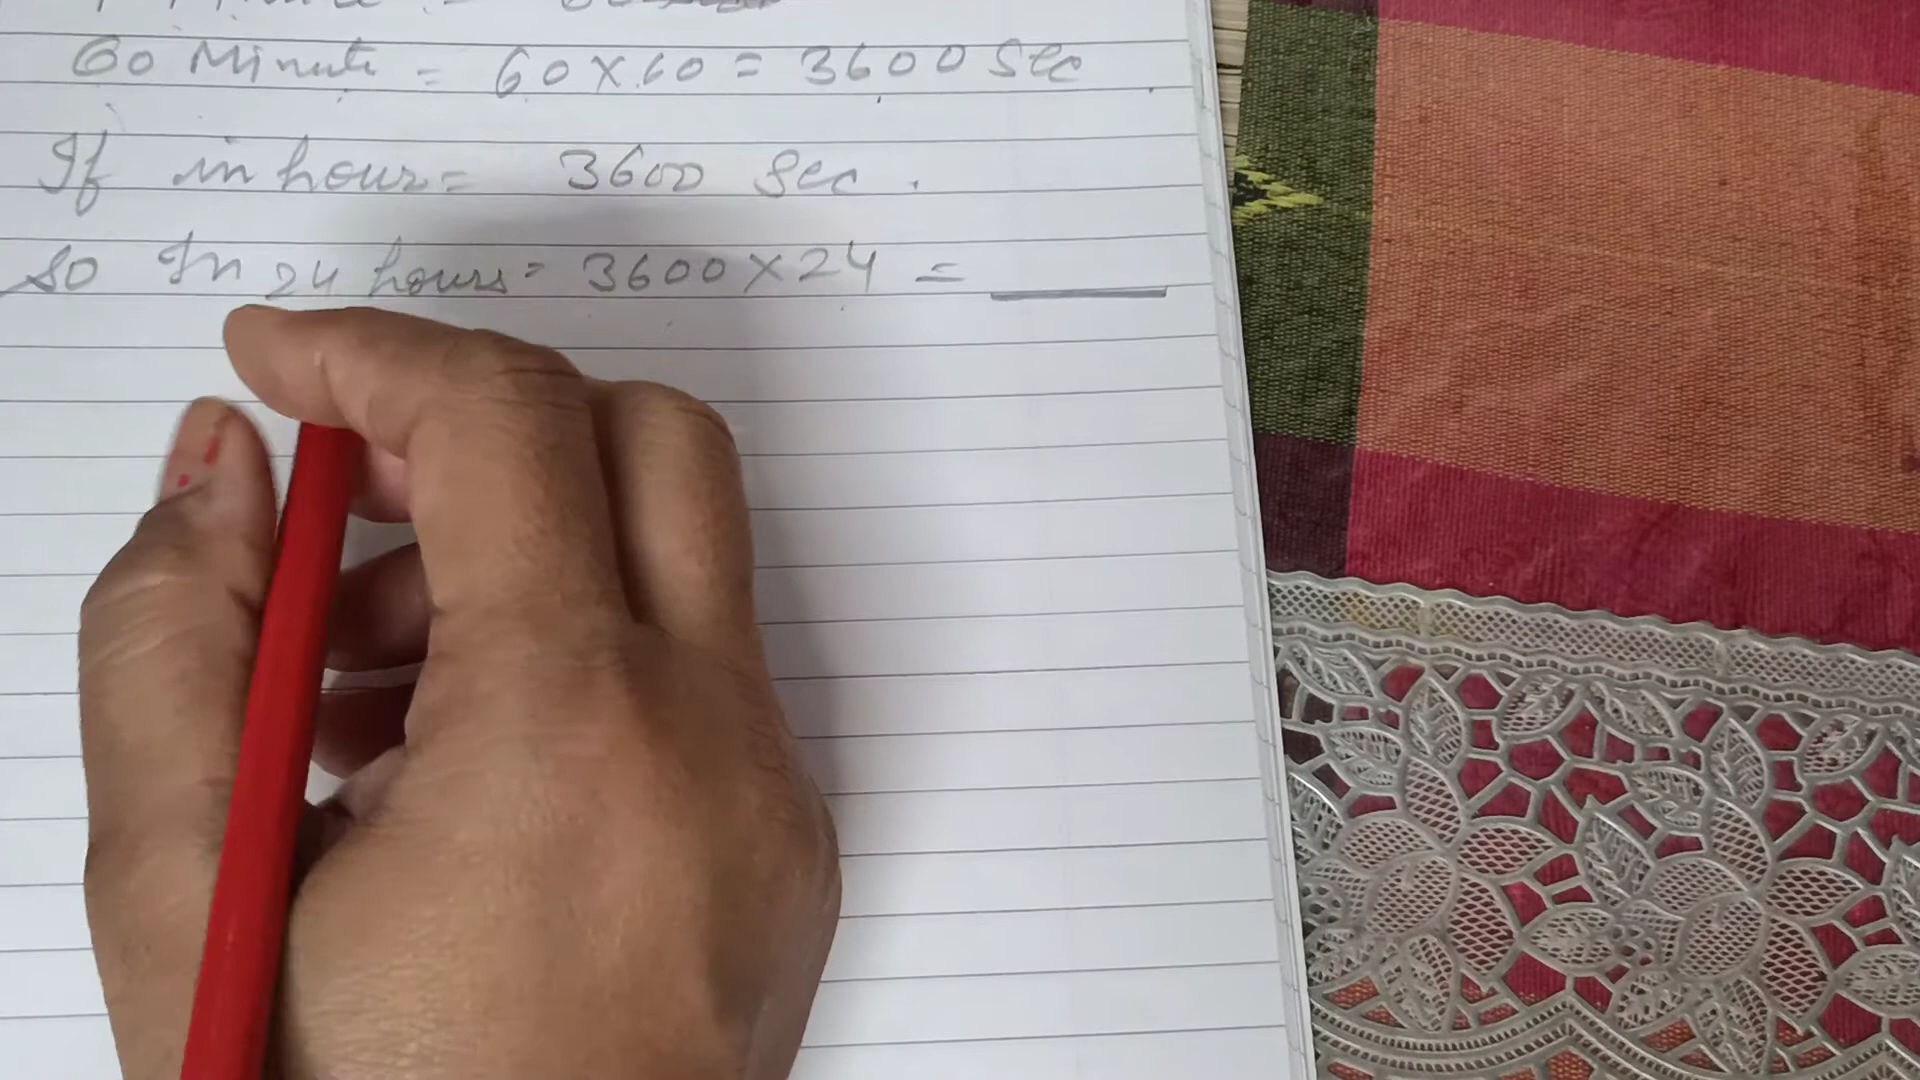 60 Minute = 60 × 60 = 3600 Sec
If in hour = 3600 Sec.
so In 24 hours = 3600 × 24 =